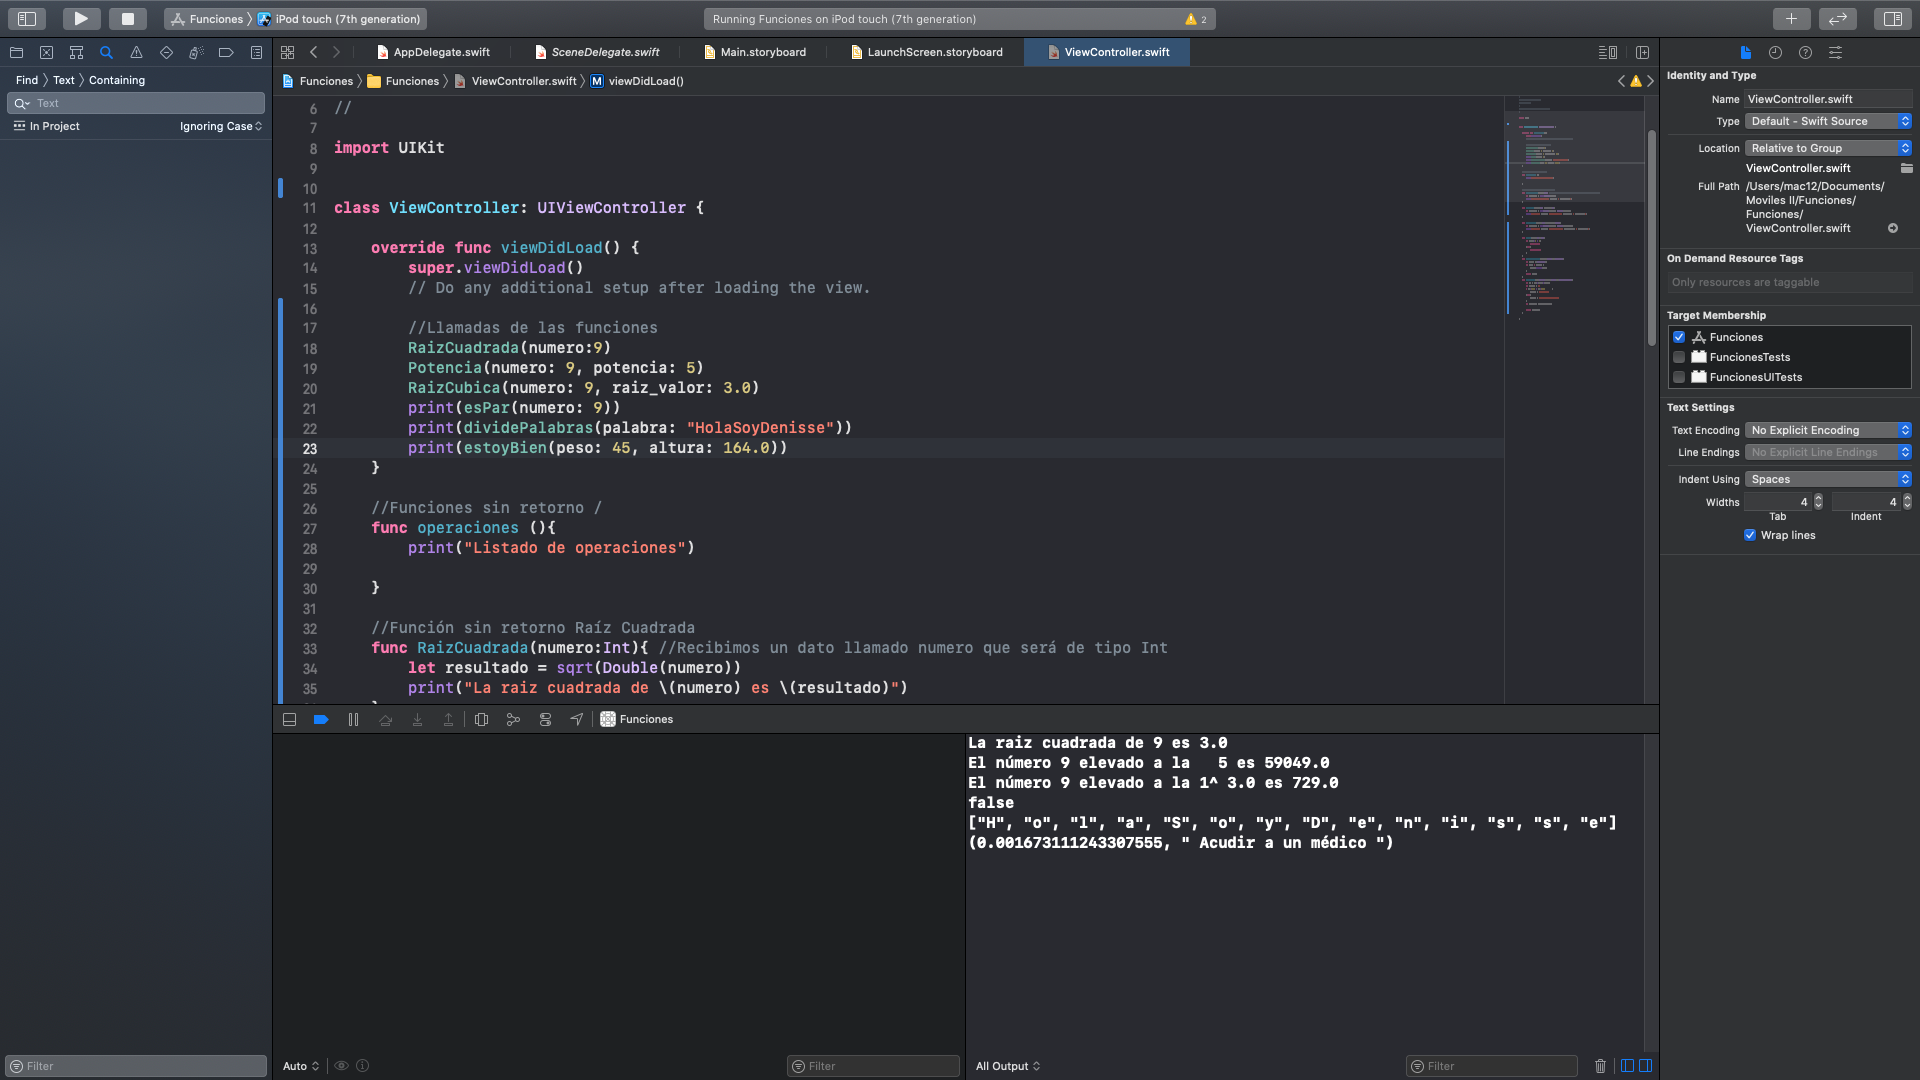 Funciones 〉 iPod touch (7th generation)
Running Funciones on iPod touch (7th generation)
2
AppDelegate.swift
SceneDelegate.swift
Main.storyboard
LaunchScreen.storyboard
ViewController.swift
Find 〉 Text 〉 Containing
Text
In Project
Ignoring Case
Filter
Funciones 〉 Funciones 〉 ViewController.swift 〉 M viewDidLoad()
6 //
7
8 import UIKit
9
10
11 class ViewController: UIViewController {
12
13 override func viewDidLoad() {
14 super.viewDidLoad()
15 // Do any additional setup after loading the view.
16
17 //Llamadas de las funciones
18 RaizCuadrada(numero:9)
19 Potencia(numero: 9, potencia: 5)
20 RaizCubica(numero: 9, raiz_valor: 3.0)
21 print(esPar(numero: 9))
22 print(dividePalabras(palabra: "HolaSoyDenisse"))
23 print(estoyBien(peso: 45, altura: 164.0))
24 }
25
26 //Funciones sin retorno /
27 func operaciones (){
28 print("Listado de operaciones")
29
30 }
31
32 //Función sin retorno Raíz Cuadrada
33 func RaizCuadrada(numero:Int){ //Recibimos un dato llamado numero que será de tipo Int
34 let resultado = sqrt(Double(numero))
35 print("La raiz cuadrada de \(numero) es \(resultado)")
Funciones
La raiz cuadrada de 9 es 3.0
El número 9 elevado a la   5 es 59049.0
El número 9 elevado a la 1^ 3.0 es 729.0
false
["H", "o", "l", "a", "S", "o", "y", "D", "e", "n", "i", "s", "s", "e"]
(0.001673111243307555, " Acudir a un médico ")
Auto
Filter
All Output
Filter
Identity and Type
Name ViewController.swift
Type Default - Swift Source
Location Relative to Group
ViewController.swift
Full Path /Users/mac12/Documents/
Moviles II/Funciones/
Funciones/
ViewController.swift
On Demand Resource Tags
Only resources are taggable
Target Membership
Funciones
FuncionesTests
FuncionesUITests
Text Settings
Text Encoding No Explicit Encoding
Line Endings No Explicit Line Endings
Indent Using Spaces
Widths 4 4
Tab Indent
Wrap lines